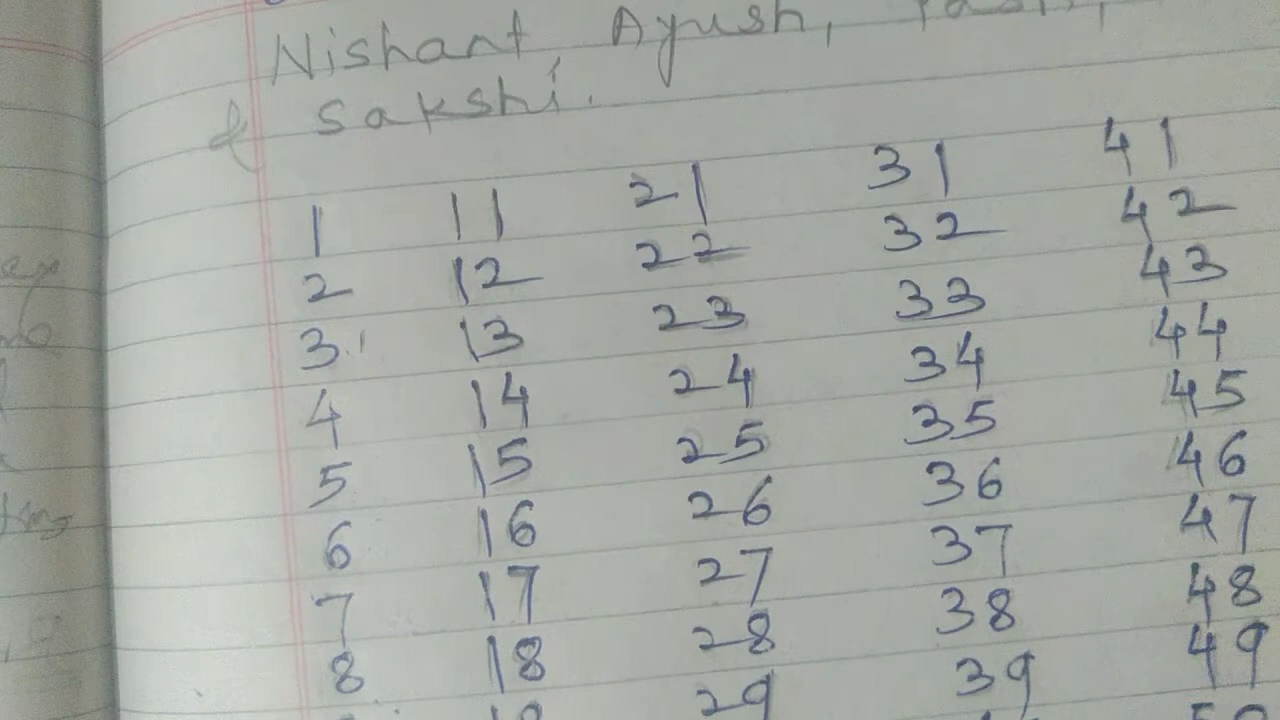 Nishant, Ayush,
& Sakshi.
1 11 21 31 41
2 12 22 32 42
3 13 23 33 43
4 14 24 34 44
5 15 25 35 45
6 16 26 36 46
7 17 27 37 47
8 18 28 38 48
29 39 49